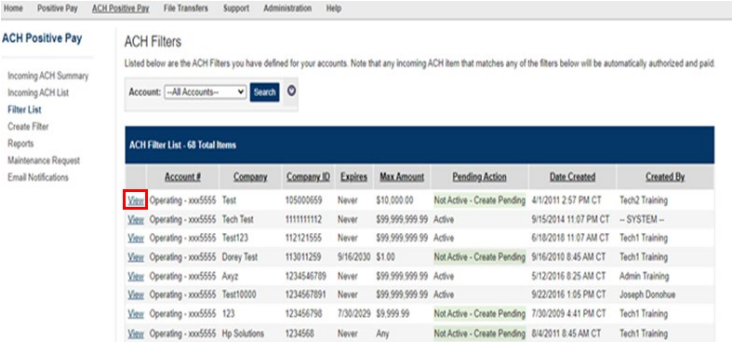 Home Positive Pay ACH Positive Pay File Transfers Support Administration Help
ACH Positive Pay
Incoming ACH Summary
Incoming ACH List
Filter List
Create Filter
Reports
Maintenance Request
Email Notifications
ACH Filters
Listed below are the ACH Filters you have defined for your accounts. Note that any incoming ACH item that matches any of the filters below will be automatically authorized and paid.
Account: --All Accounts-- Search
ACH Filter List - 68 Total Items
Account # Company Company ID Expires Max Amount Pending Action Date Created Created By
View Operating - xxx5555 Test 105000659 Never $10,000.00 Not Active - Create Pending 4/1/2011 2:57 PM CT Tech2 Training
View Operating - xxx5555 Tech Test 1111111112 Never $99,999,999.99 Active 9/15/2014 11:07 PM CT -- SYSTEM --
View Operating - xxx5555 Test123 112121555 Never $99,999,999.99 Active 6/18/2018 11:07 AM CT Tech1 Training
View Operating - xxx5555 Dorey Test 113011259 9/16/2030 $1.00 Not Active - Create Pending 9/16/2010 8:45 AM CT Tech1 Training
View Operating - xxx5555 Axyz 1234546789 Never $99,999,999.99 Active 5/12/2016 8:25 AM CT Admin Training
View Operating - xxx5555 Test10000 1234567891 Never $99,999,999.99 Active 9/22/2016 1:05 PM CT Joseph Donohue
View Operating - xxx5555 123 123456798 7/30/2029 $9,999.99 Not Active - Create Pending 7/30/2009 4:41 PM CT Tech1 Training
View Operating - xxx5555 Hp Solutions 1234568 Never Any Not Active - Create Pending 8/4/2011 8:45 AM CT Tech1 Training